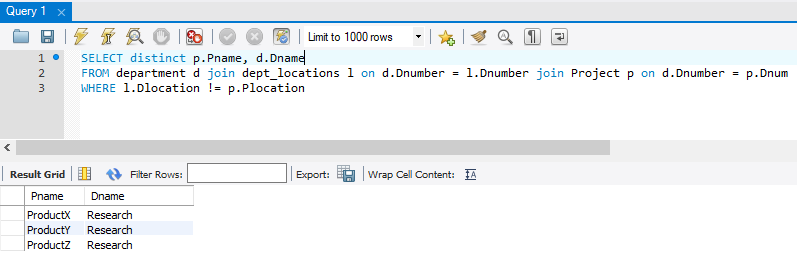 Query 1
Limit to 1000 rows
1 SELECT distinct p.Pname, d.Dname
2 FROM department d join dept_locations l on d.Dnumber = l.Dnumber join Project p on d.Dnumber = p.Dnum
3 WHERE l.Dlocation != p.Plocation
Result Grid Filter Rows: Export: Wrap Cell Content: IA
Pname Dname
ProductX Research
ProductY Research
ProductZ Research